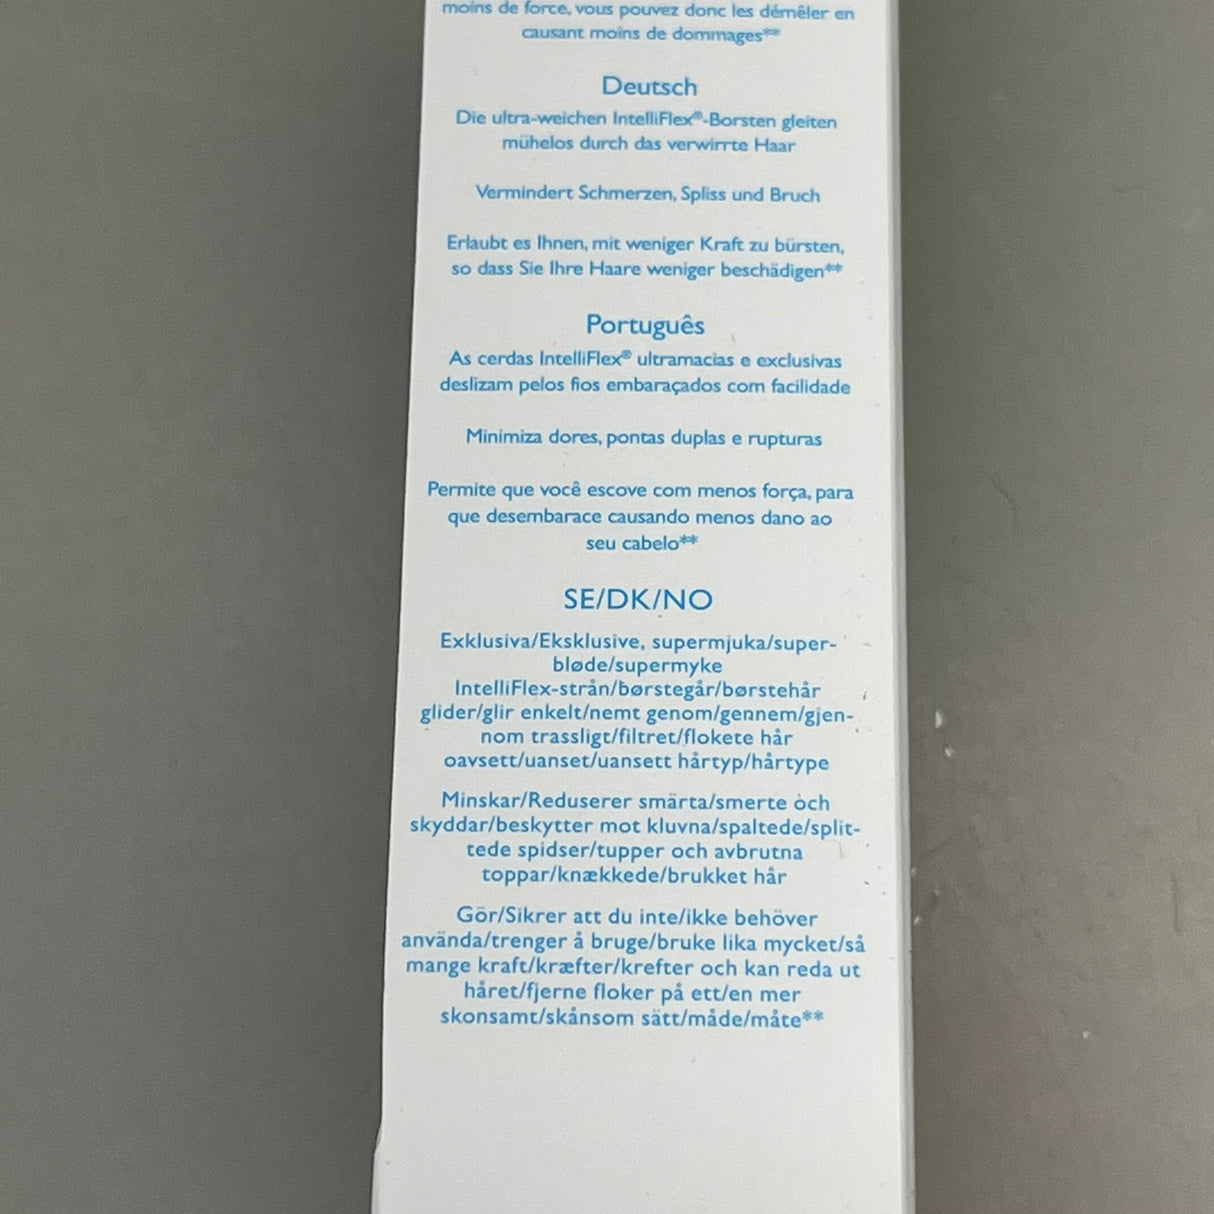 moins de force, vous pouvez donc les démêler en
causant moins de dommages**
Deutsch
Die ultra-weichen IntelliFlex®-Borsten gleiten
mühelos durch das verwirrte Haar
Vermindert Schmerzen, Spliss und Bruch
Erlaubt es Ihnen, mit weniger Kraft zu bürsten,
so dass Sie Ihre Haare weniger beschädigen**
Português
As cerdas IntelliFlex® ultramacias e exclusivas
deslizam pelos fios embaraçados com facilidade
Minimiza dores, pontas duplas e rupturas
Permite que você escove com menos força, para
que desembarace causando menos dano ao
seu cabelo**
SE/DK/NO
Exklusiva/Eksklusive, supermjuka/super-
bløde/supermyke
IntelliFlex-strån/børstegår/børstehår
glider/glir enkelt/nemt genom/gennem/gjen-
nom trassligt/filtret/flokete hår
oavsett/uanset/uansett hårtyp/hårtype
Minskar/Reduserer smärta/smerte och
skyddar/beskytter mot kluvna/spaltede/split-
tede spidser/tupper och avbrutna
toppar/knækkede/brukket hår
Gör/Sikrer att du inte/ikke behöver
använda/trenger å bruge/bruke lika mycket/så
mange kraft/kræfter/krefter och kan reda ut
håret/fjerne floker på ett/en mer
skonsamt/skånsom sätt/måde/måte**